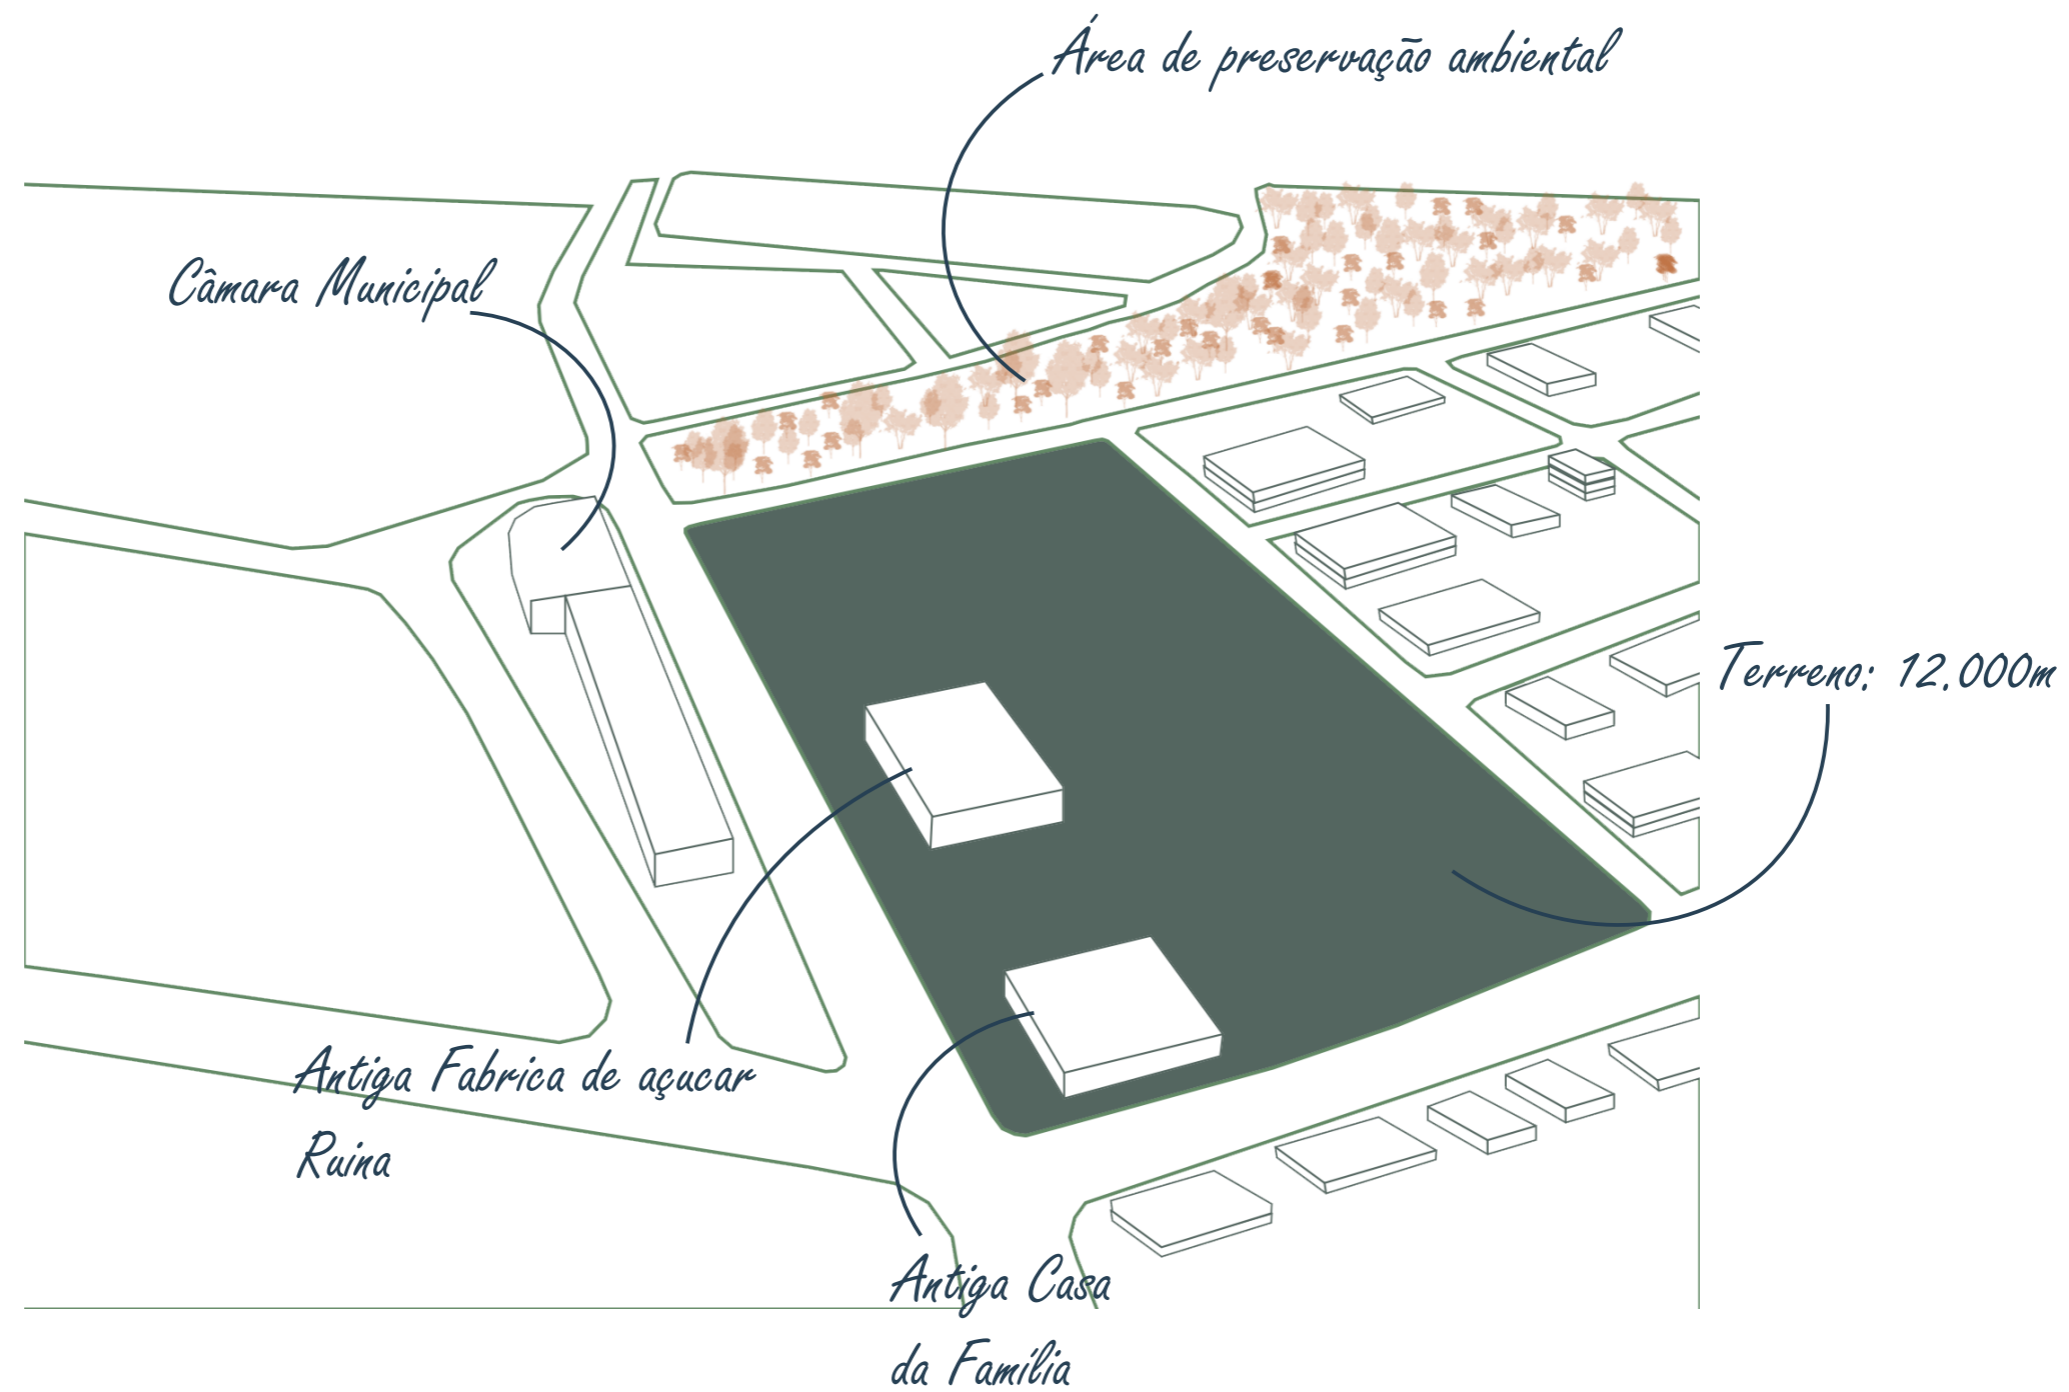 Área de preservação ambiental
Câmara Municipal
Terreno: 12.000m
Antiga Fabrica de açucar
Ruina
Antiga Casa
da Família